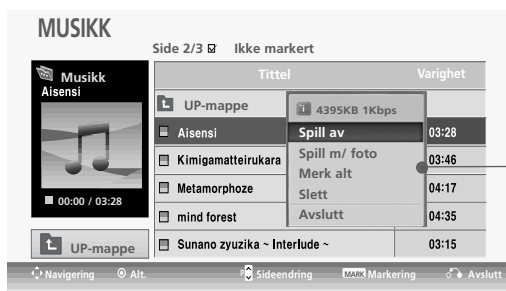 MUSIKK
Side 2/3 Ikke markert
Musikk
Aisensi
00:00 / 03:28
UP-mappe
Tittel Varighet
UP-mappe
Aisensi 03:28
Kimigamatteirukara 03:46
Metamorphoze 04:17
mind forest 04:35
Sunano zyuzika ~ Interlude ~ 03:15
4395KB 1Kbps
Spill av
Spill m/ foto
Merk alt
Slett
Avslutt
Navigering Alt. P Sideendring MARK Markering Avslutt